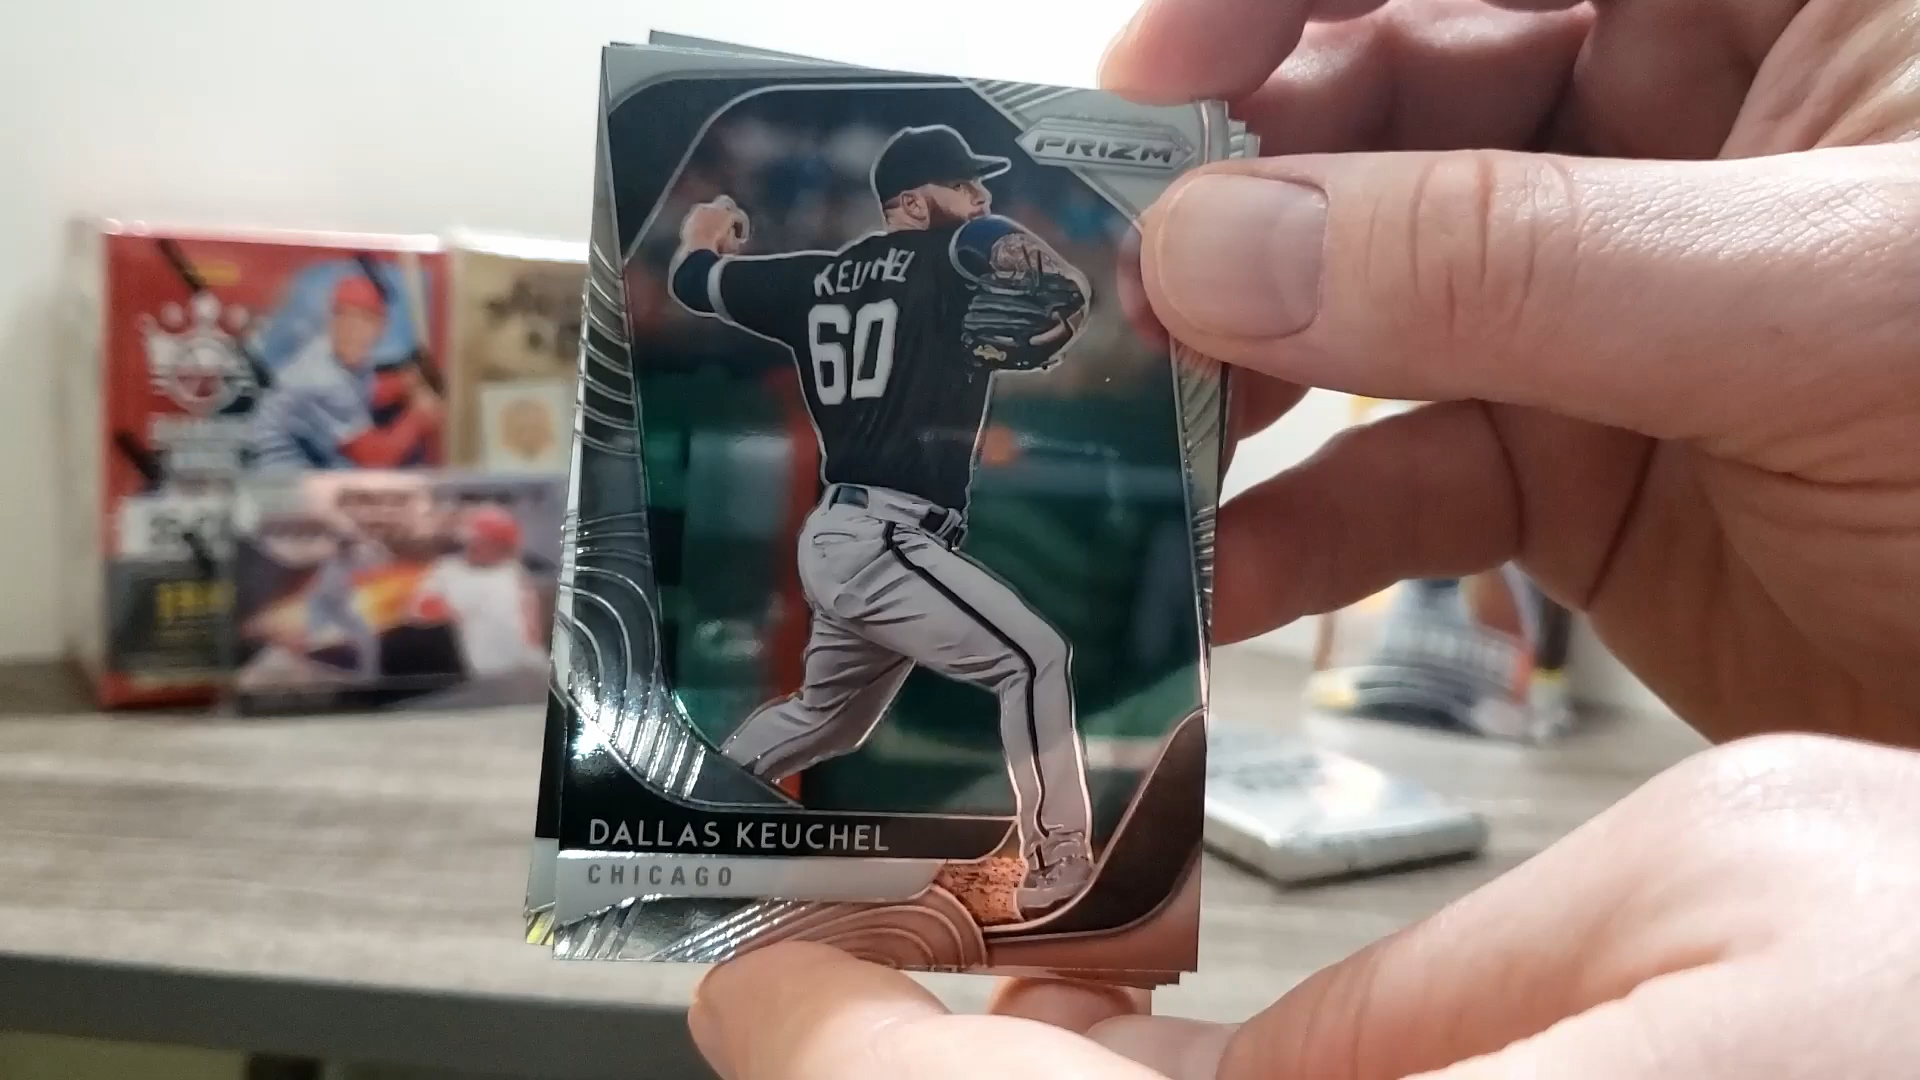 PRIZM
KEUCHEL
60
DALLAS KEUCHEL
CHICAGO